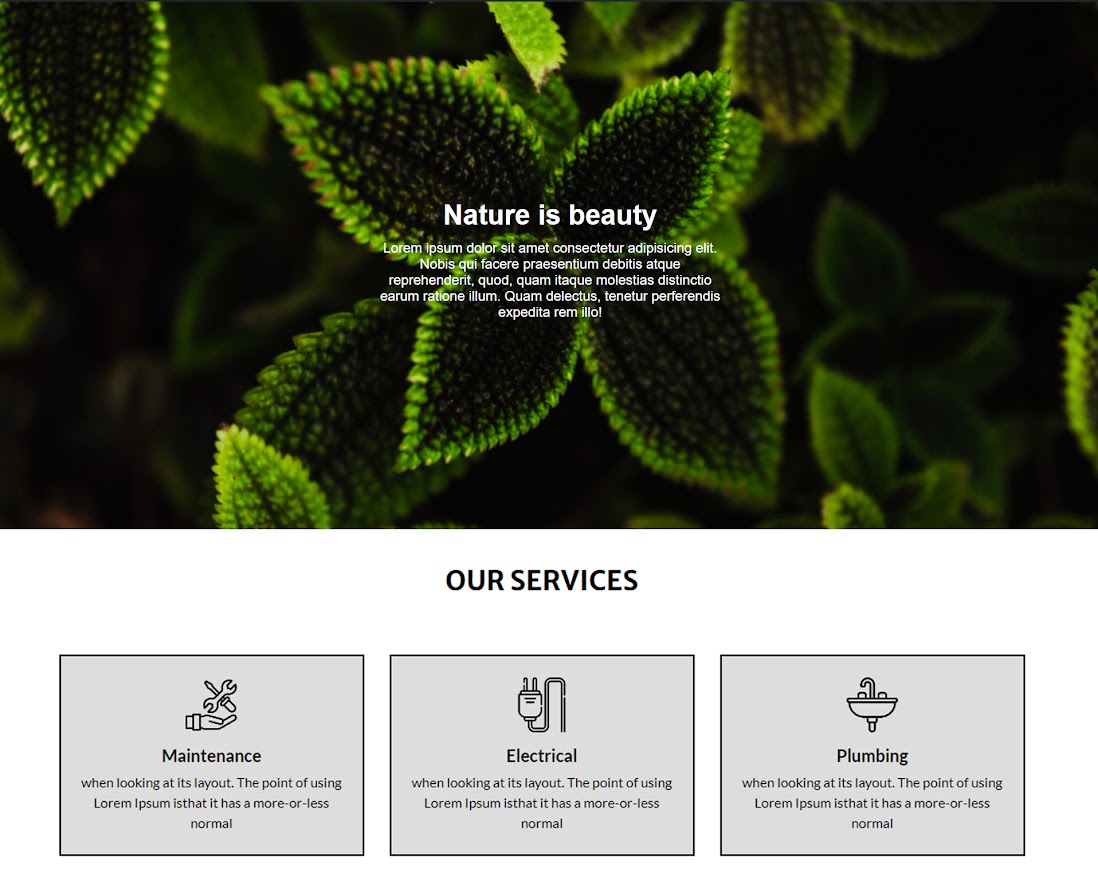 Nature is beauty
Lorem ipsum dolor sit amet consectetur adipisicing elit.
Nobis qui facere praesentium debitis atque
reprehenderit, quod, quam itaque molestias distinctio
earum ratione illum. Quam delectus, tenetur perferendis
expedita rem illo!
OUR SERVICES
Maintenance
when looking at its layout. The point of using
Lorem Ipsum isthat it has a more-or-less
normal
Electrical
when looking at its layout. The point of using
Lorem Ipsum isthat it has a more-or-less
normal
Plumbing
when looking at its layout. The point of using
Lorem Ipsum isthat it has a more-or-less
normal